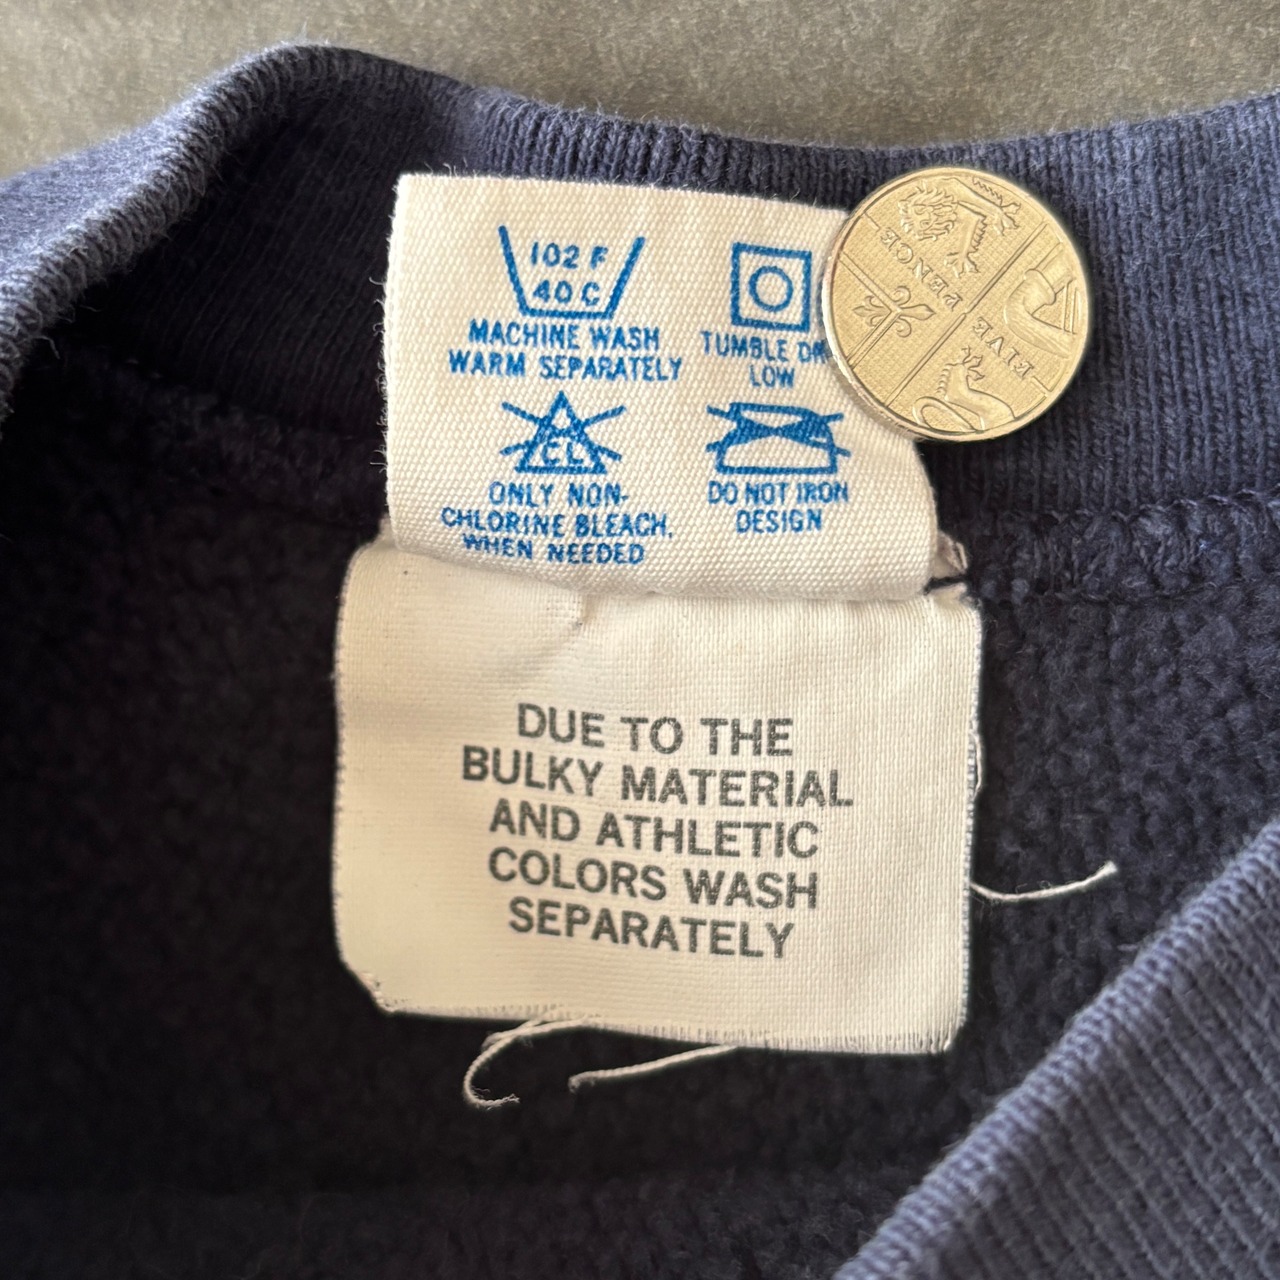 102 F
40 C
MACHINE WASH
WARM SEPARATELY
TUMBLE
LOW
CL
ONLY NON-
CHLORINE BLEACH,
WHEN NEEDED
DO NOT IRON
DESIGN
FIVE PENCE
DUE TO THE
BULKY MATERIAL
AND ATHLETIC
COLORS WASH
SEPARATELY